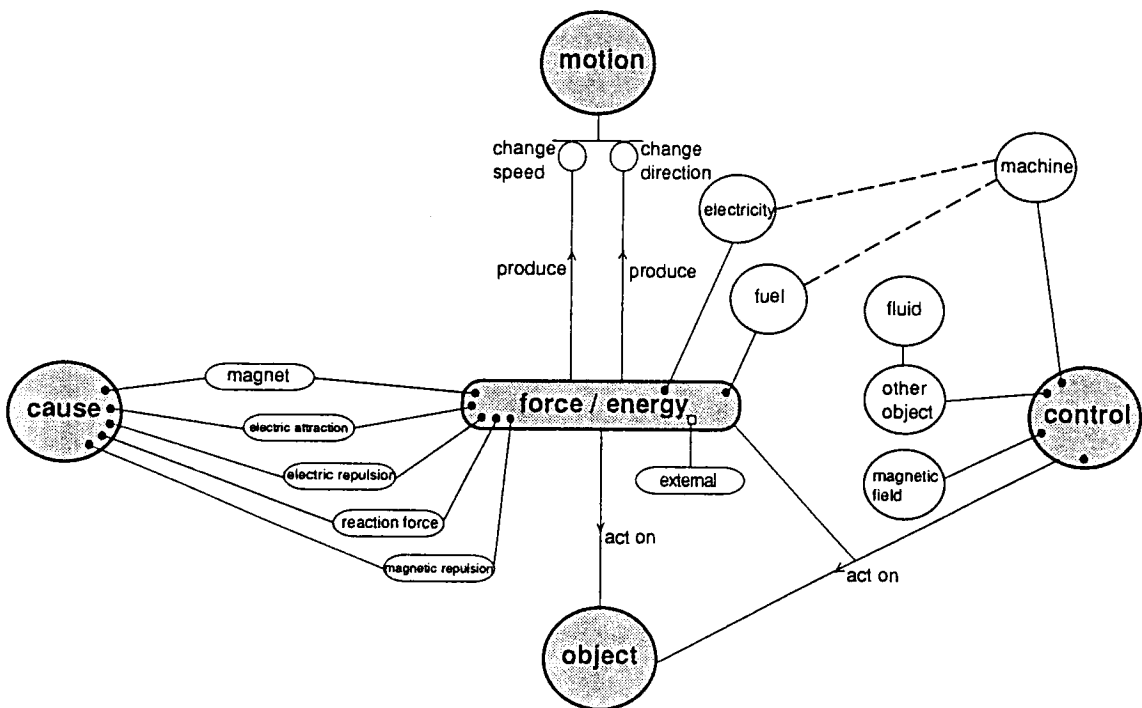 motion
change
speed
change
direction
machine
electricity
produce
produce
fuel
fluid
magnet
cause
force / energy
other
object
control
electric attraction
electric repulsion
external
magnetic
field
reaction force
act on
magnetic repulsion
act on
object